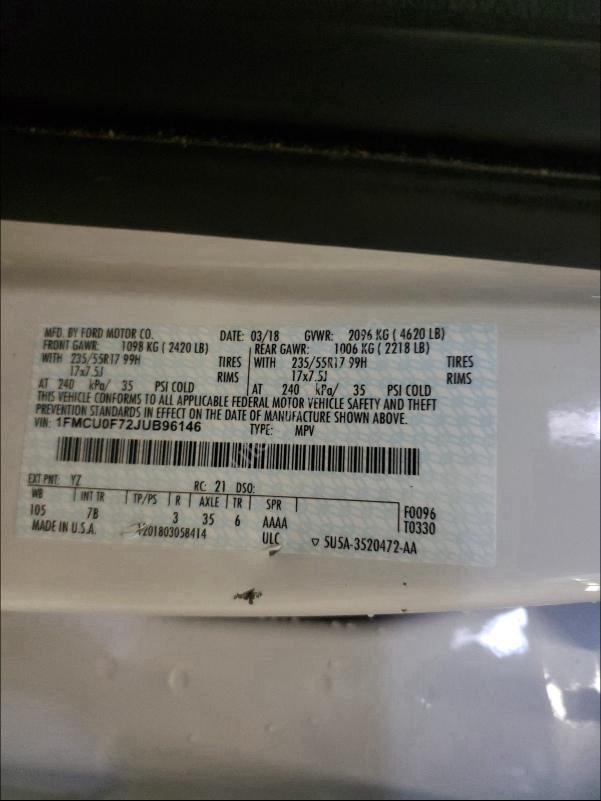 MFD. BY FORD MOTOR CO. DATE: 03/18 GVWR: 2096 KG ( 4620 LB)
FRONT GAWR: 1098 KG ( 2420 LB) REAR GAWR: 1006 KG ( 2218 LB)
WITH 235/55R17 99H TIRES WITH 235/55R17 99H TIRES
17x7.5J RIMS 17x7.5J RIMS
AT 240 kPa/ 35 PSI COLD AT 240 kPa/ 35 PSI COLD
THIS VEHICLE CONFORMS TO ALL APPLICABLE FEDERAL MOTOR VEHICLE SAFETY AND THEFT
PREVENTION STANDARDS IN EFFECT ON THE DATE OF MANUFACTURE SHOWN ABOVE.
VIN: 1FMCU0F72JUB96146 TYPE: MPV
EXT PNT: YZ RC: 21 DSO:
WB INT TR TP/PS R AXLE TR SPR
105 7B 3 35 6 AAAA F0096
ULC T0330
MADE IN U.S.A. 201803058414 ▽ 5U5A-3520472-AA